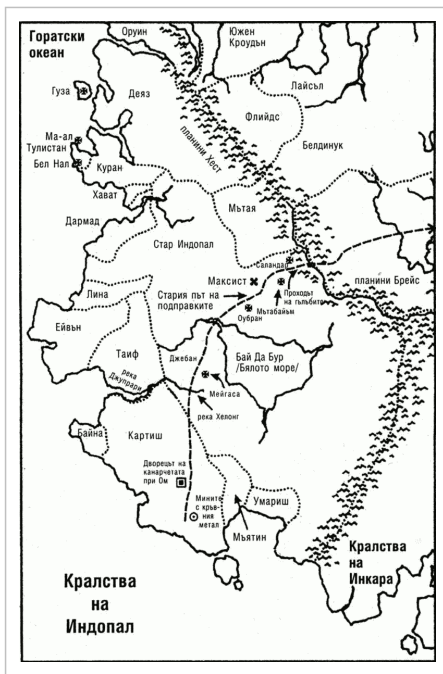 Оруин
Южен
Кроудън
Горатски
океан
Лайсъл
Гуза
Деяз
Флийдс
планини Хест
Ма-ал
Тулистан
Белдинук
Бел Нал
Куран
Хават
Мътая
Дармад
Стар Индопал
Саландар
Максист
планини Брейс
Проходът
на гълъбите
Лина
Стария път на
подправките
Мътабайъм
Оубран
Ейвън
Таиф
Джебан
Бай Да Бур
/Бялото море/
река
Джупрари
Мейгаса
река Хелонг
Байна
Картиш
Дворецът на
канарчетата
при Ом
Умариш
Мините
с кръв-
ния
метал
Мъятин
Кралства
на
Инкара
Кралства
на
Индопал